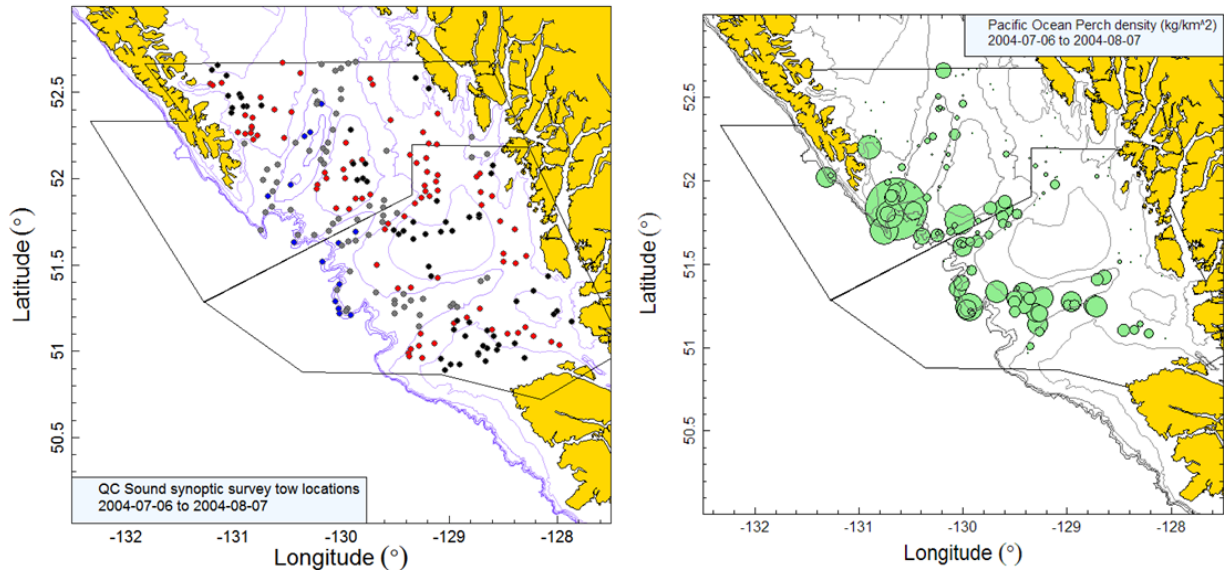 QC Sound synoptic survey tow locations
2004-07-06 to 2004-08-07
Latitude (°)
52.5
52
51.5
51
50.5
-132
-131
-130
-129
-128
Longitude (°)
Pacific Ocean Perch density (kg/km^2)
2004-07-06 to 2004-08-07
Latitude (°)
52.5
52
51.5
51
50.5
-132
-131
-130
-129
-128
Longitude (°)